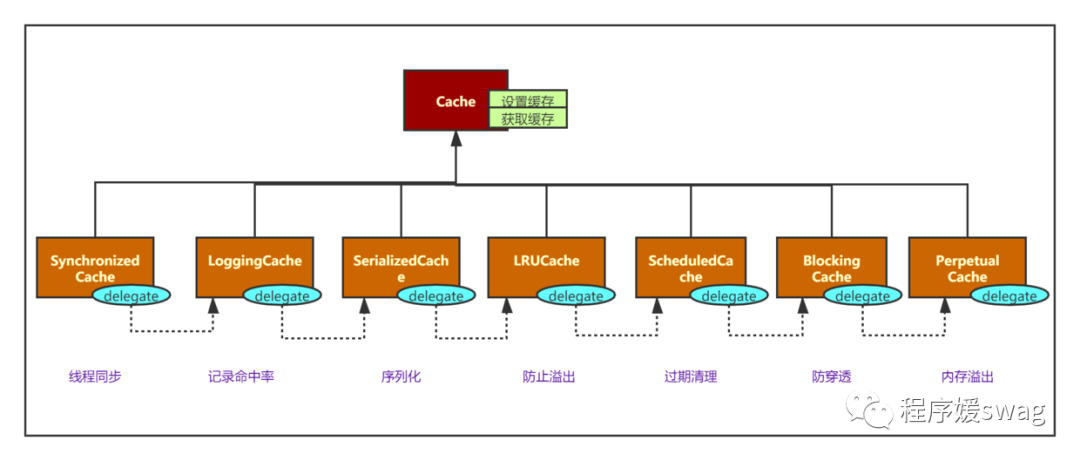 Cache
设置缓存
获取缓存
Synchronized
Cache
delegate
LoggingCache
delegate
SerializedCach
e
delegate
LRUCache
delegate
ScheduledCa
che
delegate
Blocking
Cache
delegate
Perpetual
Cache
delegate
线程同步
记录命中率
序列化
防止溢出
过期清理
防穿透
内存溢出
程序媛swag